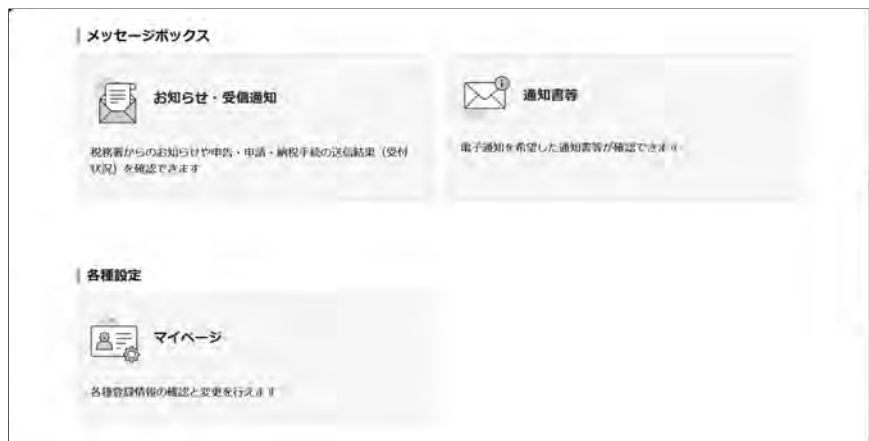 メッセージボックス
お知らせ・受信通知
税務署からのお知らせや申告・申請・納税手続の送信結果（受付
状況）を確認できます
通知書等
電子通知を希望した通知書等が確認できます
各種設定
マイページ
各種登録情報の確認と変更を行えます